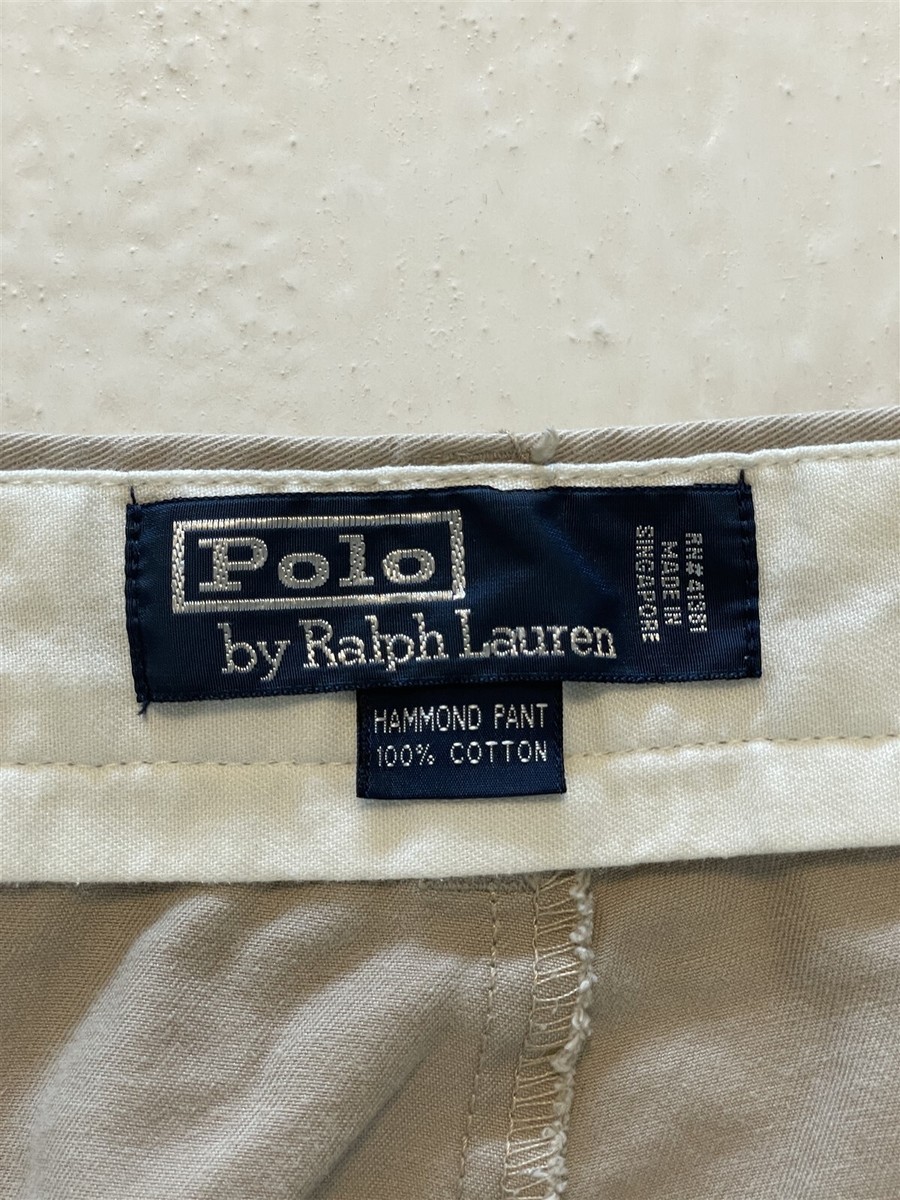 Polo
by Ralph Lauren
RN# 41381
MADE IN
SINGAPORE
HAMMOND PANT
100% COTTON